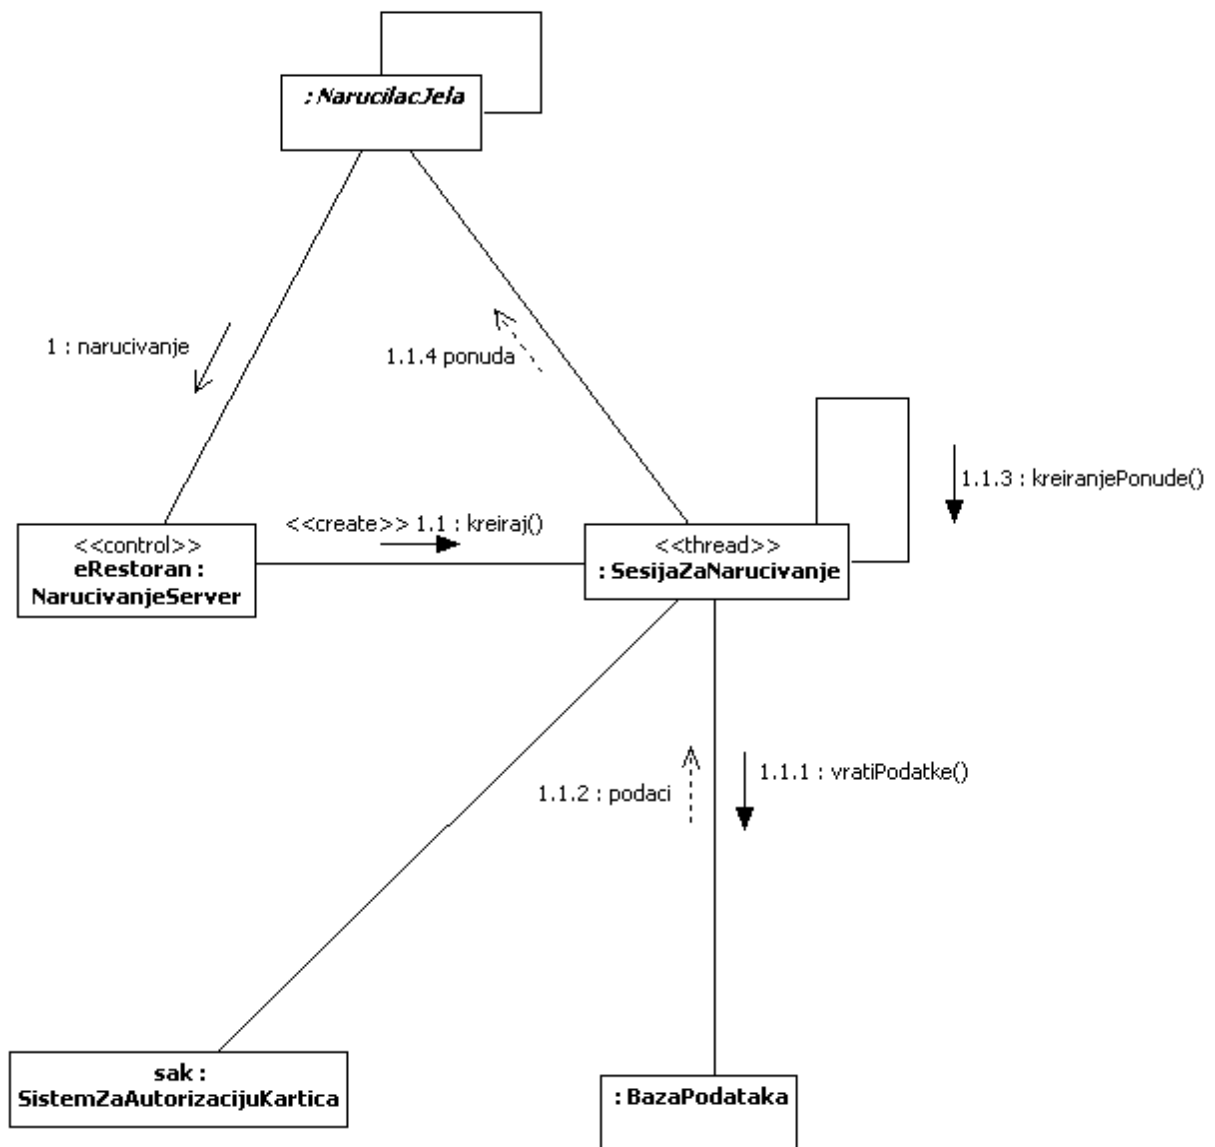 : NarucilacJela
1 : narucivanje
1.1.4 ponuda
1.1.3 : kreiranjePonude()
<<create>> 1.1 : kreiraj()
<<control>>
eRestoran :
NarucivanjeServer
<<thread>>
: SesijaZaNarucivanje
1.1.2 : podaci
1.1.1 : vratiPodatke()
sak :
SistemZaAutorizacijuKartica
: BazaPodataka